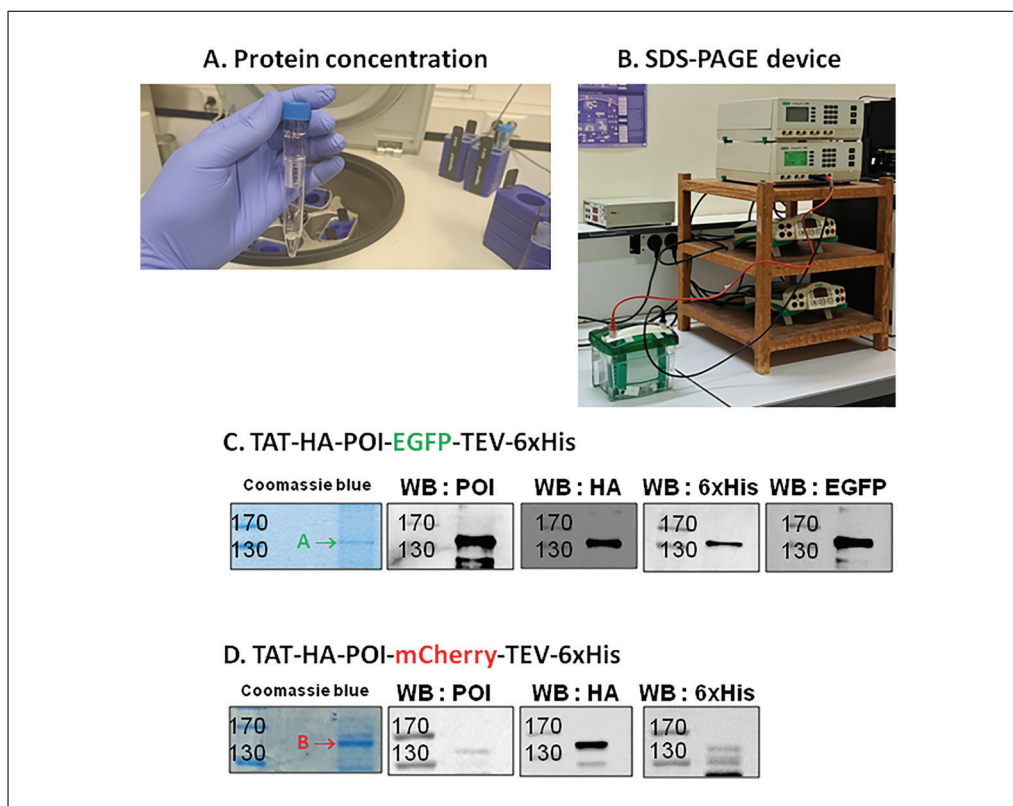 A. Protein concentration
B. SDS-PAGE device
C. TAT-HA-POI-EGFP-TEV-6xHis
Coomassie blue
WB : POI
WB : HA
WB : 6xHis
WB : EGFP
170
130
A →
170
130
170
130
170
130
170
130
D. TAT-HA-POI-mCherry-TEV-6xHis
Coomassie blue
WB : POI
WB : HA
WB : 6xHis
170
130
B →
170
130
170
130
170
130